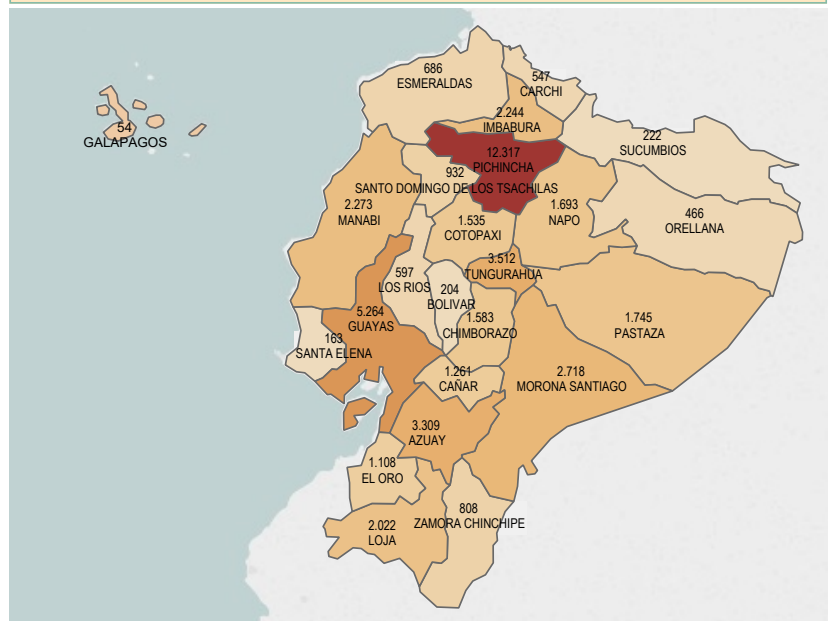 686
ESMERALDAS
547
CARCHI
2.244
IMBABURA
54
GALAPAGOS
222
SUCUMBIOS
12.317
PICHINCHA
932
SANTO DOMINGO DE LOS TSACHILAS
2.273
MANABI
1.693
NAPO
466
ORELLANA
1.535
COTOPAXI
3.512
TUNGURAHUA
597
LOS RIOS
204
BOLIVAR
5.264
GUAYAS
1.583
CHIMBORAZO
1.745
PASTAZA
163
SANTA ELENA
1.261
CAÑAR
2.718
MORONA SANTIAGO
3.309
AZUAY
1.108
EL ORO
808
ZAMORA CHINCHIPE
2.022
LOJA